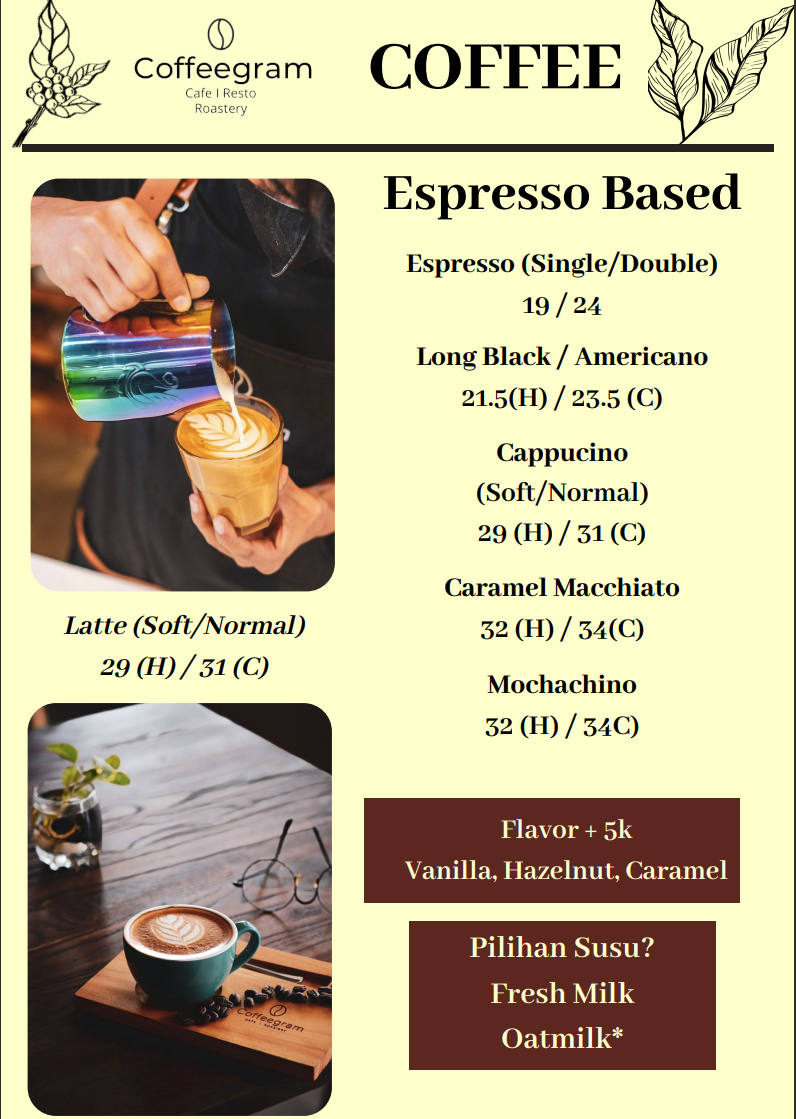 Coffeegram
Cafe I Resto
Roastery
COFFEE
Espresso Based
Espresso (Single/Double)
19 / 24
Long Black / Americano
21.5(H) / 23.5 (C)
Cappucino
(Soft/Normal)
29 (H) / 31 (C)
Caramel Macchiato
32 (H) / 34(C)
Mochachino
32 (H) / 34C)
Latte (Soft/Normal)
29 (H) / 31 (C)
Flavor + 5k
Vanilla, Hazelnut, Caramel
Pilihan Susu?
Fresh Milk
Oatmilk*
Coffeegram